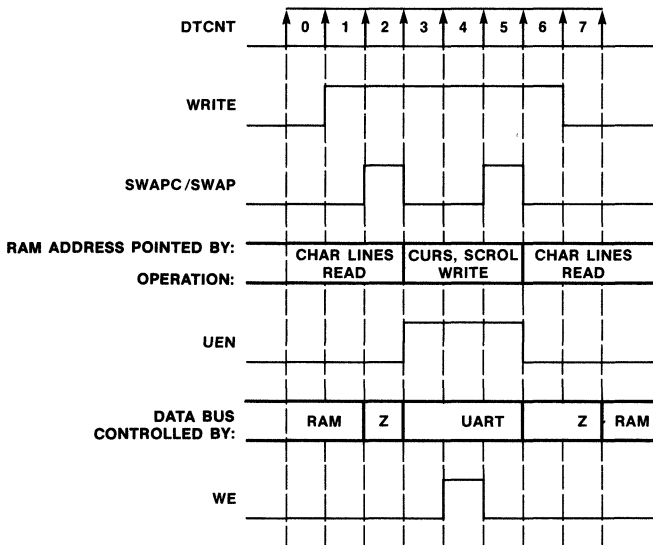 DTCNT 0 1 2 3 4 5 6 7
WRITE
SWAPC/SWAP
RAM ADDRESS POINTED BY: CHAR LINES CURS, SCROL CHAR LINES
OPERATION: READ WRITE READ
UEN
DATA BUS
CONTROLLED BY: RAM Z UART Z RAM
WE